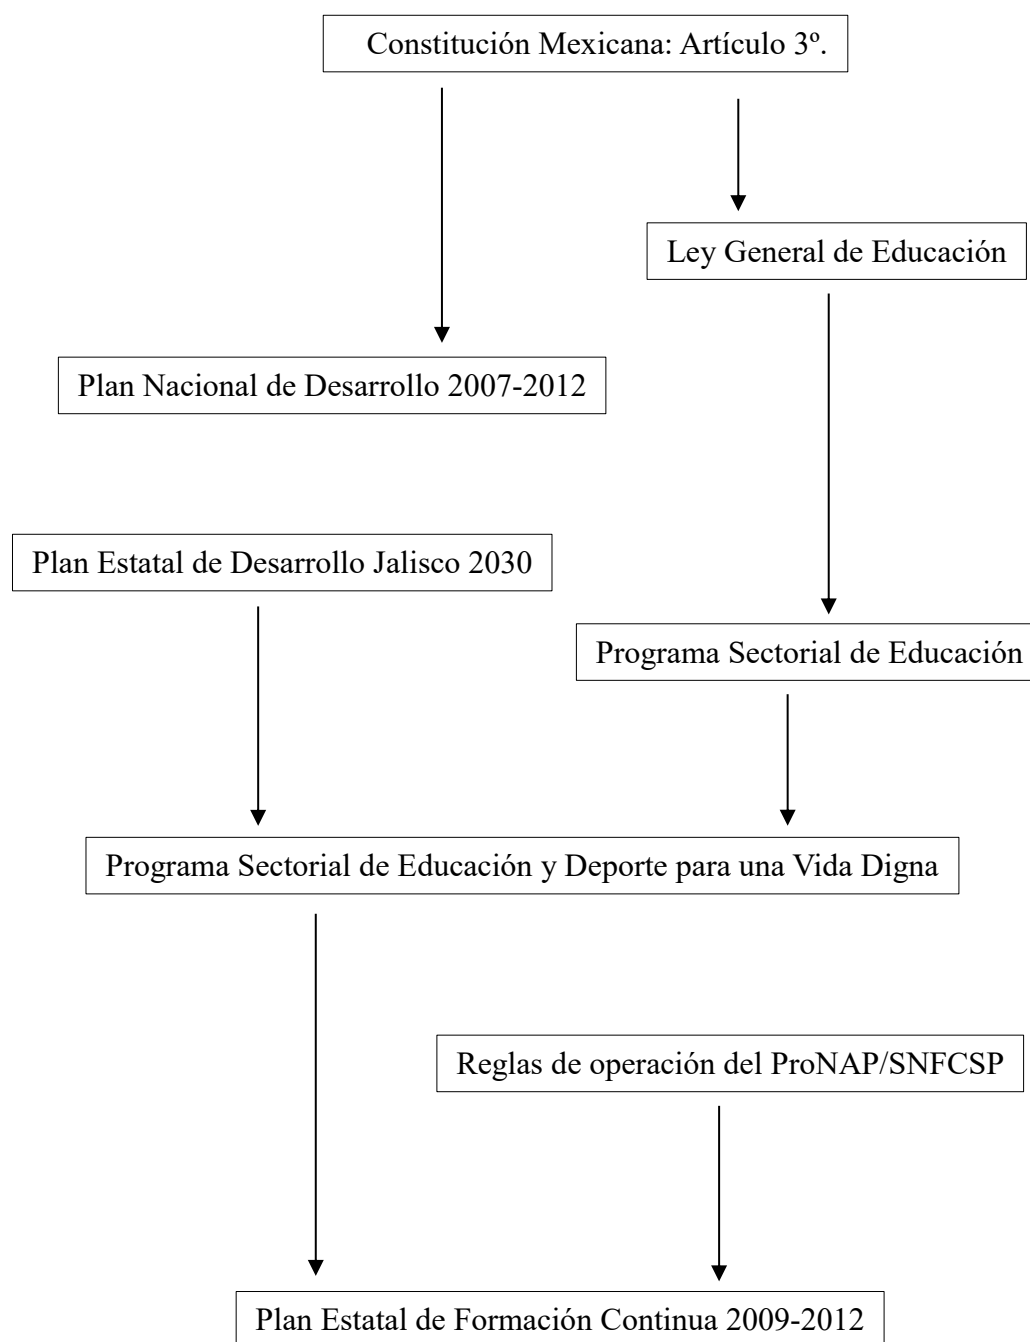 Constitución Mexicana: Artículo 3º.
Ley General de Educación
Plan Nacional de Desarrollo 2007-2012
Plan Estatal de Desarrollo Jalisco 2030
Programa Sectorial de Educación
Programa Sectorial de Educación y Deporte para una Vida Digna
Reglas de operación del ProNAP/SNFCSP
Plan Estatal de Formación Continua 2009-2012